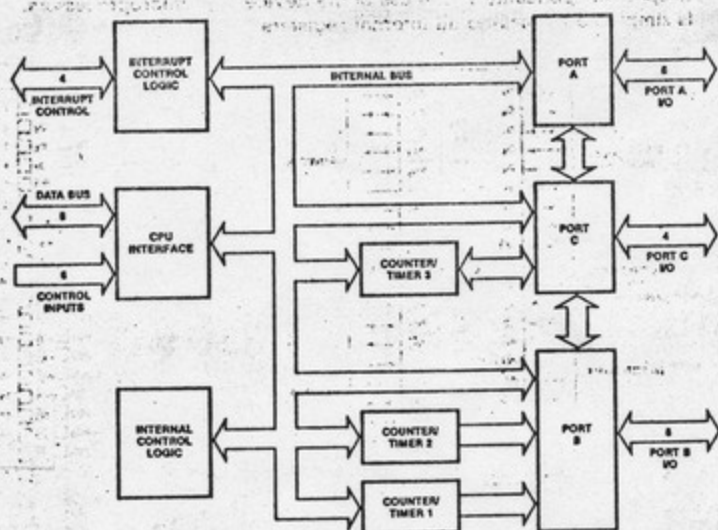 INTERRUPT
CONTROL
LOGIC
4
INTERRUPT
CONTROL
INTERNAL BUS
PORT
A
8
PORT A
I/O
DATA BUS
8
CPU
INTERFACE
6
CONTROL
INPUTS
PORT
C
4
PORT C
I/O
COUNTER/
TIMER 3
INTERNAL
CONTROL
LOGIC
COUNTER/
TIMER 2
PORT
B
8
PORT B
I/O
COUNTER/
TIMER 1